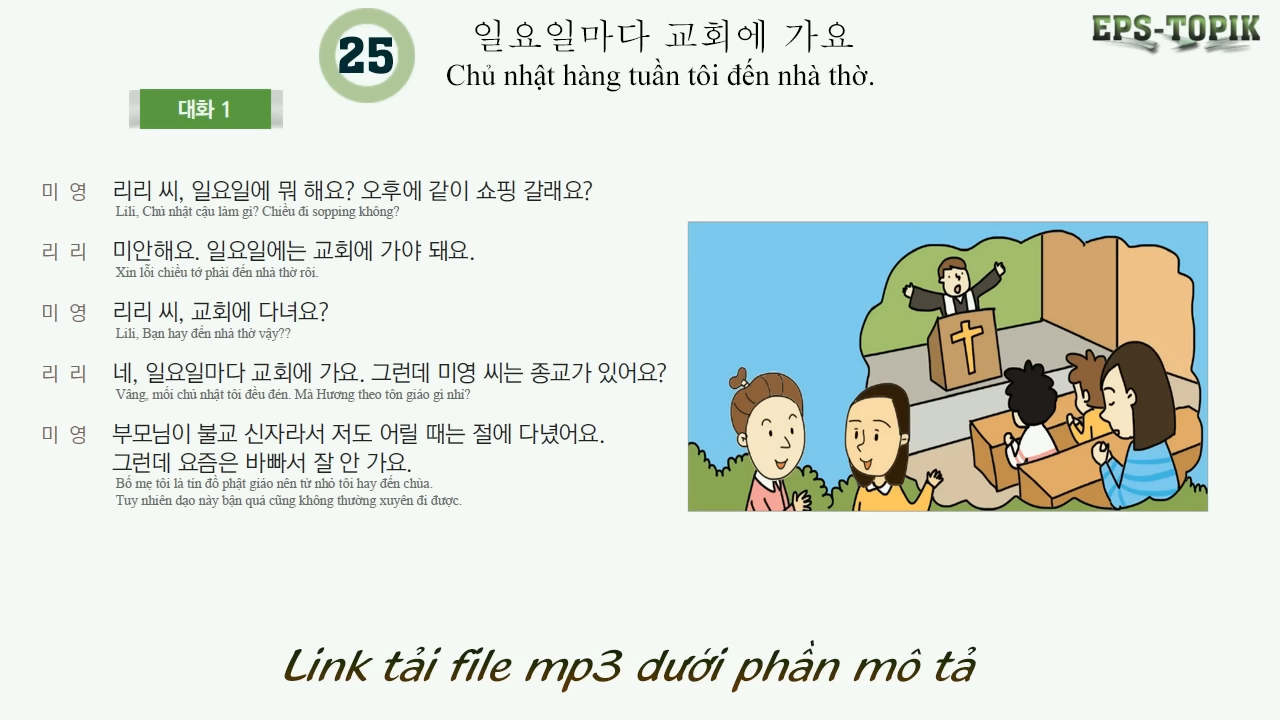 25
일요일마다 교회에 가요
Chủ nhật hàng tuần tôi đến nhà thờ.
EPS-TOPIK
대화 1
미 영 리리 씨, 일요일에 뭐 해요? 오후에 같이 쇼핑 갈래요?
Lili, Chủ nhật cậu làm gì? Chiều đi sopping không?
리 리 미안해요. 일요일에는 교회에 가야 돼요.
Xin lỗi chiều tớ phải đến nhà thờ rôi.
미 영 리리 씨, 교회에 다녀요?
Lili, Bạn hay đến nhà thờ vậy??
리 리 네, 일요일마다 교회에 가요. 그런데 미영 씨는 종교가 있어요?
Vâng, mỗi chủ nhật tôi đều đén. Mà Hương theo tôn giáo gì nhỉ?
미 영 부모님이 불교 신자라서 저도 어릴 때는 절에 다녔어요.
그런데 요즘은 바빠서 잘 안 가요.
Bố mẹ tôi là tín đồ phật giáo nên từ nhỏ tôi hay đến chùa.
Tuy nhiên dạo này bận quá cũng không thường xuyên đi được.
Link tải file mp3 dưới phần mô tả